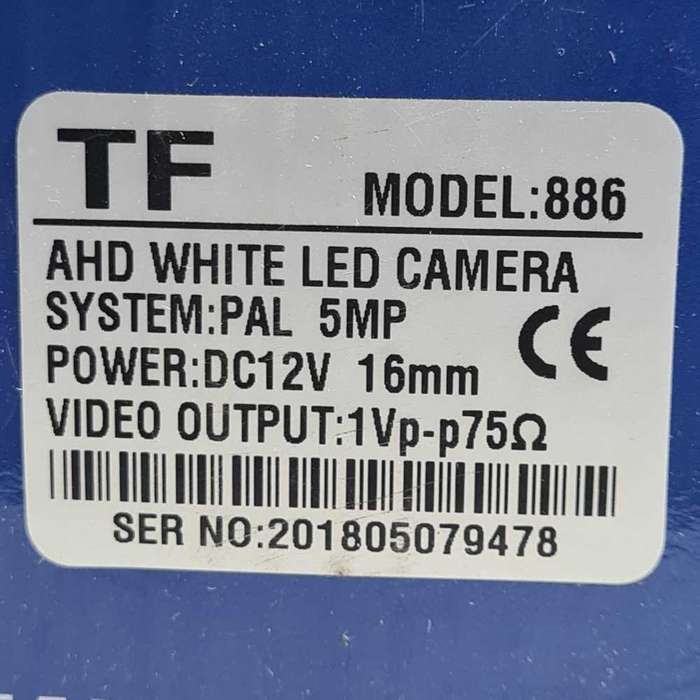 TF
MODEL:886
AHD WHITE LED CAMERA
SYSTEM:PAL 5MP
CE
POWER:DC12V 16mm
VIDEO OUTPUT:1Vp-p75Ω
SER NO:201805079478